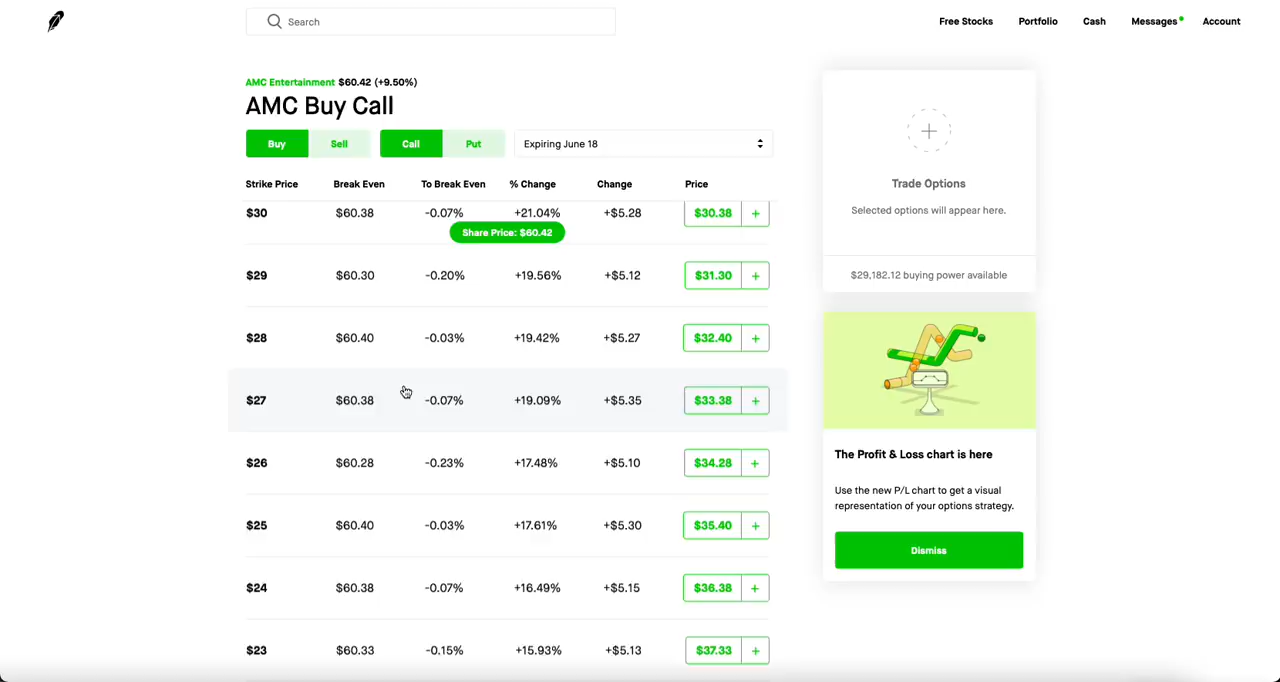 Search
Free Stocks Portfolio Cash Messages Account
AMC Entertainment $60.42 (+9.50%)
AMC Buy Call
Buy Sell Call Put Expiring June 18
Strike Price Break Even To Break Even % Change Change Price
$30 $60.38 -0.07% +21.04% +$5.28 $30.38 +
Share Price: $60.42
$29 $60.30 -0.20% +19.56% +$5.12 $31.30 +
$28 $60.40 -0.03% +19.42% +$5.27 $32.40 +
$27 $60.38 -0.07% +19.09% +$5.35 $33.38 +
$26 $60.28 -0.23% +17.48% +$5.10 $34.28 +
$25 $60.40 -0.03% +17.61% +$5.30 $35.40 +
$24 $60.38 -0.07% +16.49% +$5.15 $36.38 +
$23 $60.33 -0.15% +15.93% +$5.13 $37.33 +
Trade Options
Selected options will appear here.
$29,182.12 buying power available
The Profit & Loss chart is here
Use the new P/L chart to get a visual
representation of your options strategy.
Dismiss